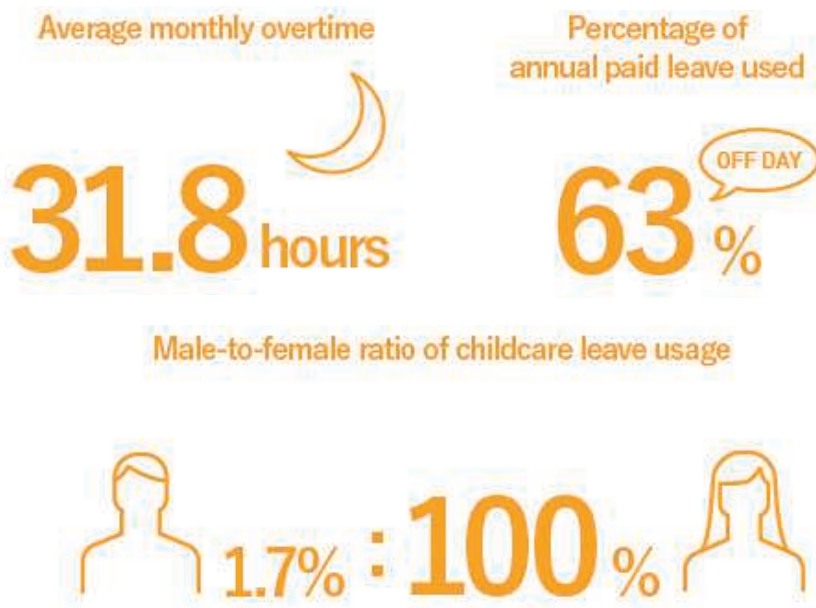 Average monthly overtime
31.8 hours
Percentage of
annual paid leave used
OFF DAY
63 %
Male-to-female ratio of childcare leave usage
1.7% : 100 %